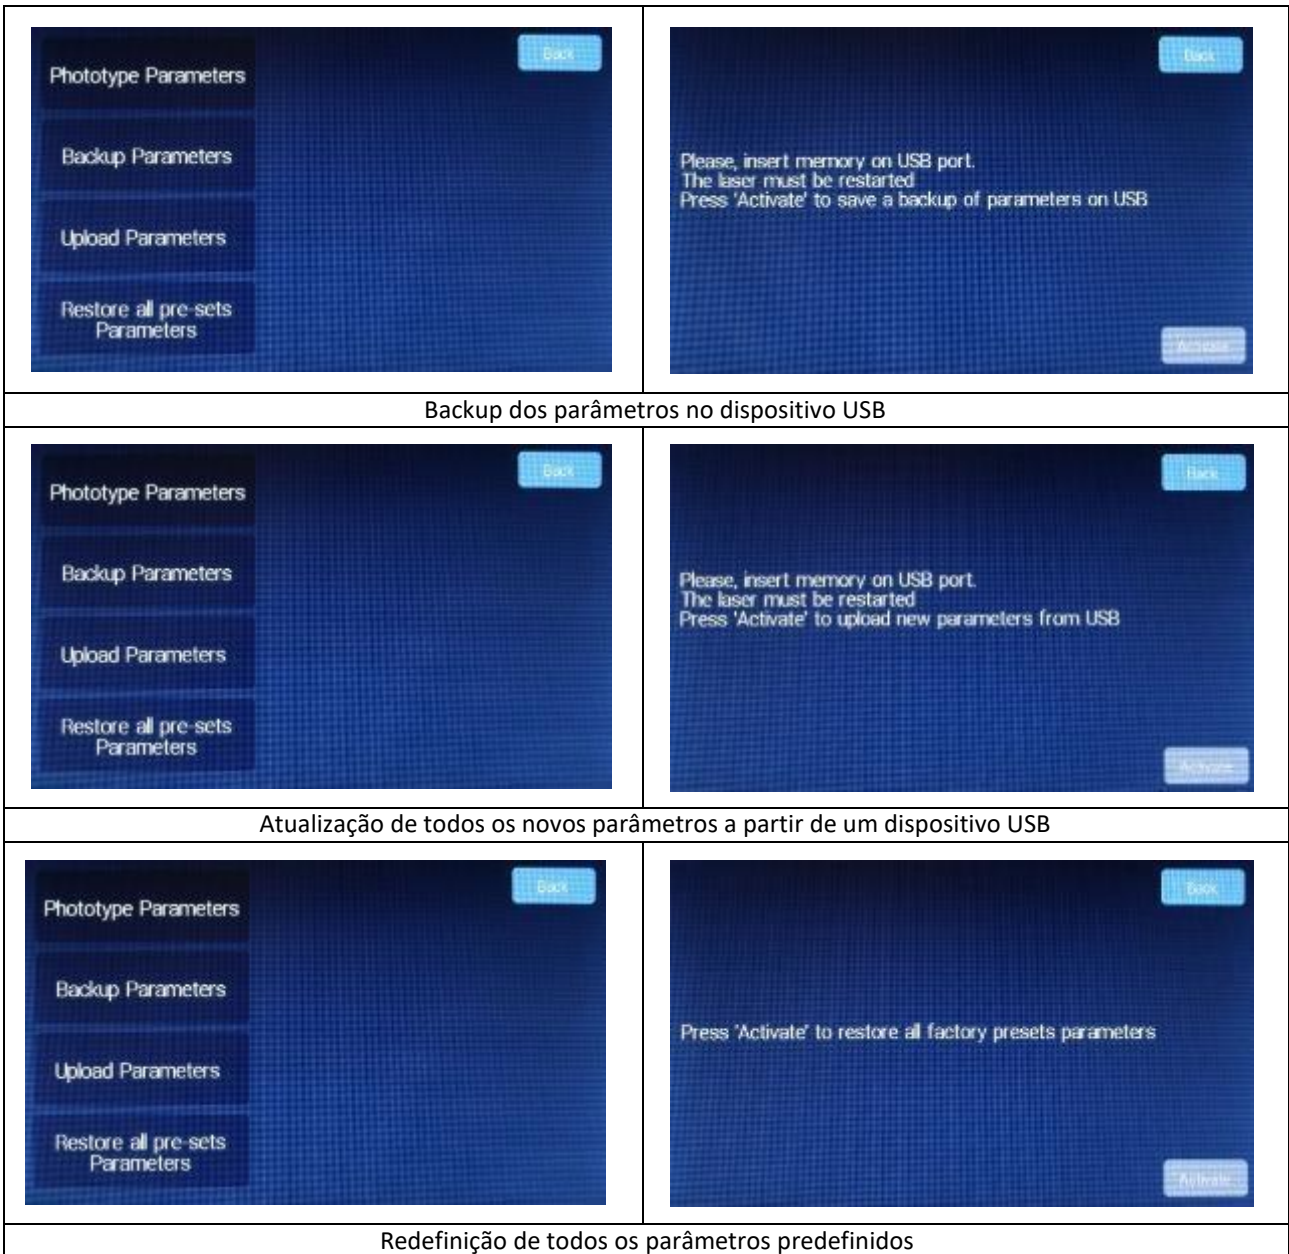 Phototype Parameters
Back
Backup Parameters
Upload Parameters
Restore all pre-sets
Parameters
Back
Please, insert memory on USB port.
The laser must be restarted
Press 'Activate' to save a backup of parameters on USB
Activate
Backup dos parâmetros no dispositivo USB
Phototype Parameters
Back
Backup Parameters
Upload Parameters
Restore all pre-sets
Parameters
Back
Please, insert memory on USB port.
The laser must be restarted
Press 'Activate' to upload new parameters from USB
Activate
Atualização de todos os novos parâmetros a partir de um dispositivo USB
Phototype Parameters
Back
Backup Parameters
Upload Parameters
Restore all pre-sets
Parameters
Back
Press 'Activate' to restore all factory presets parameters
Activate
Redefinição de todos os parâmetros predefinidos